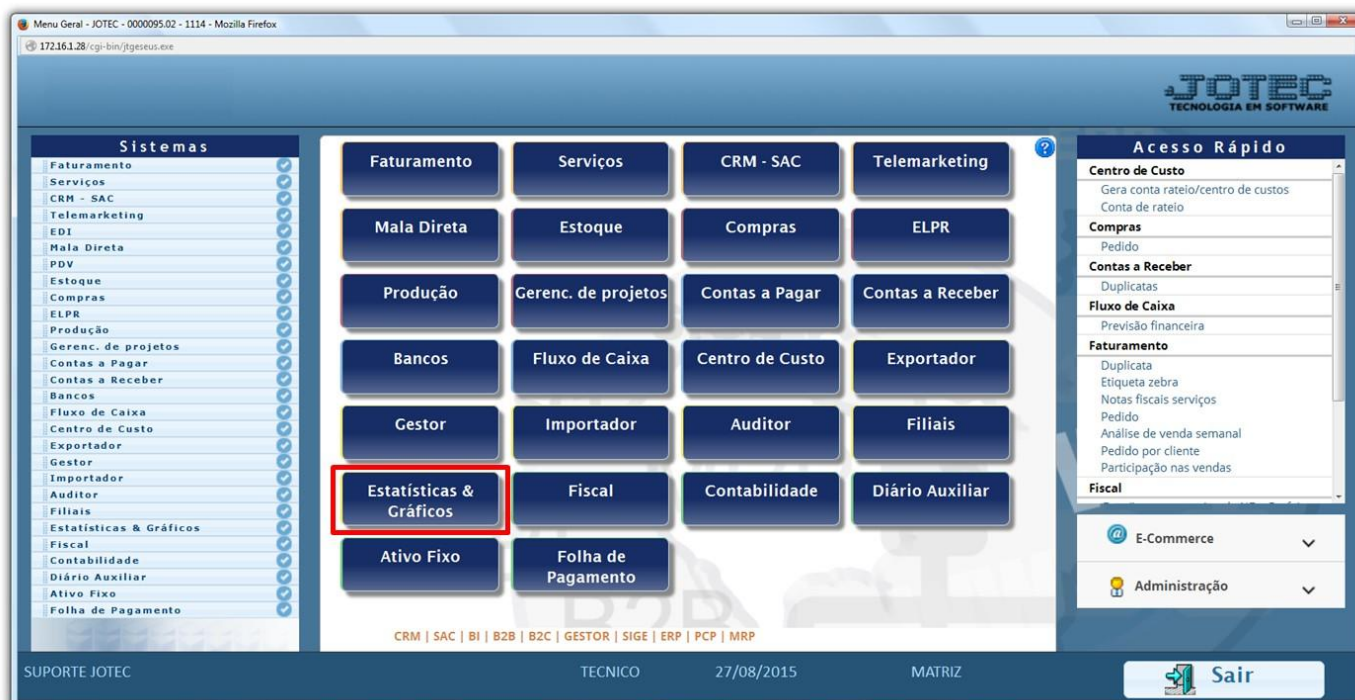 Menu Geral - JOTEC - 0000095.02 - 1114 - Mozilla Firefox
172.16.1.28/cgi-bin/jtgeseus.exe
JOTEC
TECNOLOGIA EM SOFTWARE
Sistemas
Faturamento
Serviços
CRM - SAC
Telemarketing
EDI
Mala Direta
PDV
Estoque
Compras
ELPR
Produção
Gerenc. de projetos
Contas a Pagar
Contas a Receber
Bancos
Fluxo de Caixa
Centro de Custo
Exportador
Gestor
Importador
Auditor
Filiais
Estatísticas & Gráficos
Fiscal
Contabilidade
Diário Auxiliar
Ativo Fixo
Folha de Pagamento
Faturamento Serviços CRM - SAC Telemarketing
Mala Direta Estoque Compras ELPR
Produção Gerenc. de projetos Contas a Pagar Contas a Receber
Bancos Fluxo de Caixa Centro de Custo Exportador
Gestor Importador Auditor Filiais
Estatísticas &
Gráficos
Fiscal Contabilidade Diário Auxiliar
Ativo Fixo
Folha de
Pagamento
B2B
CRM | SAC | BI | B2B | B2C | GESTOR | SIGE | ERP | PCP | MRP
?
Acesso Rápido
Centro de Custo
Gera conta rateio/centro de custos
Conta de rateio
Compras
Pedido
Contas a Receber
Duplicatas
Fluxo de Caixa
Previsão financeira
Faturamento
Duplicata
Etiqueta zebra
Notas fiscais serviços
Pedido
Análise de venda semanal
Pedido por cliente
Participação nas vendas
Fiscal
@ E-Commerce
Administração
SUPORTE JOTEC TECNICO 27/08/2015 MATRIZ Sair